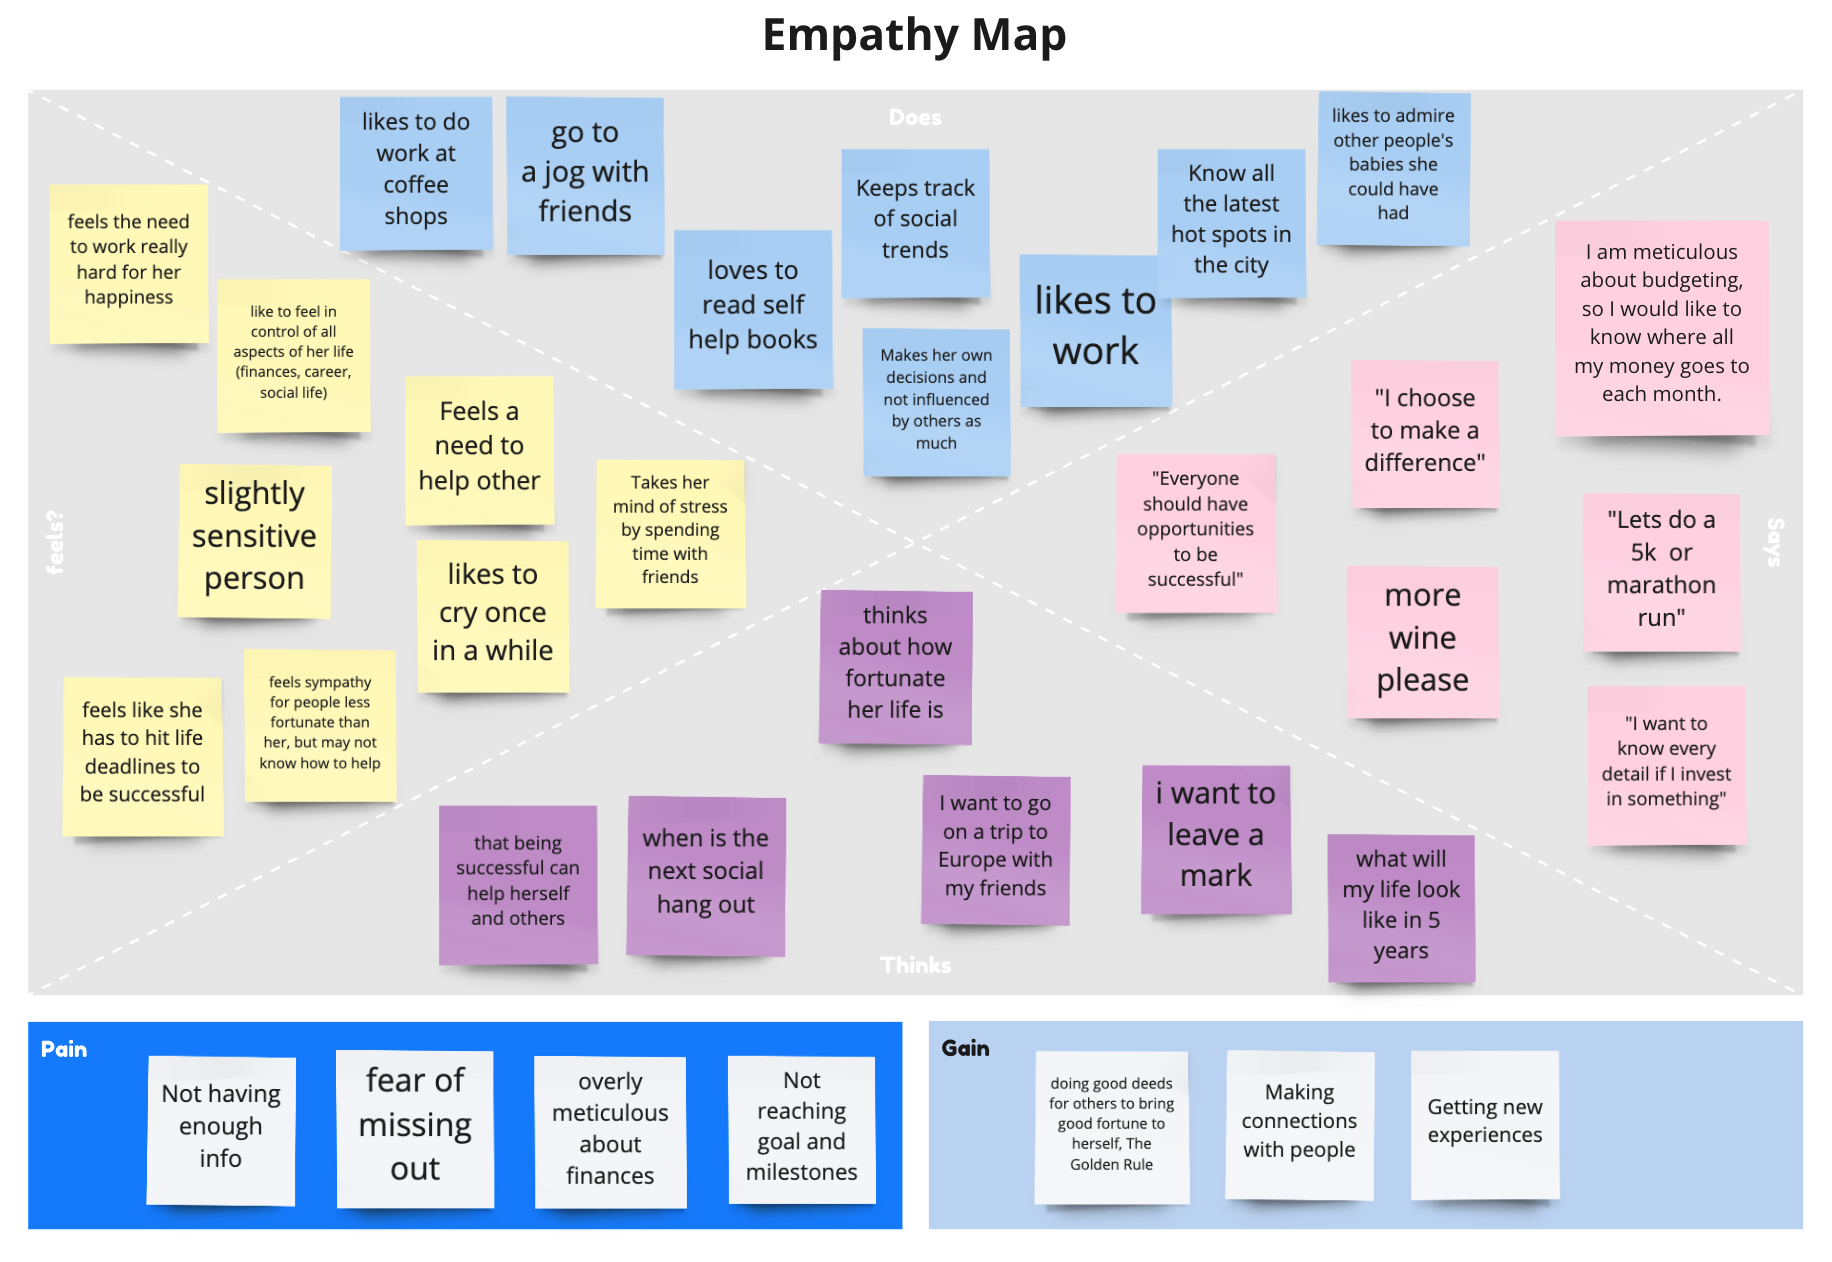 Empathy Map
Does
likes to do
work at
coffee
shops
go to
a jog with
friends
loves to
read self
help books
Keeps track
of social
trends
Makes her own
decisions and
not influenced
by others as
much
likes to
work
Know all
the latest
hot spots in
the city
likes to admire
other people's
babies she
could have
had
feels?
feels the need
to work really
hard for her
happiness
like to feel in
control of all
aspects of her life
(finances, career,
social life)
Feels a
need to
help other
slightly
sensitive
person
likes to
cry once
in a while
Takes her
mind of stress
by spending
time with
friends
feels like she
has to hit life
deadlines to
be successful
feels sympathy
for people less
fortunate than
her, but may not
know how to help
Says
I am meticulous
about budgeting,
so I would like to
know where all
my money goes to
each month.
"I choose
to make a
difference"
"Everyone
should have
opportunities
to be
successful"
"Lets do a
5k or
marathon
run"
more
wine
please
"I want to
know every
detail if I invest
in something"
thinks
about how
fortunate
her life is
that being
successful can
help herself
and others
when is the
next social
hang out
I want to go
on a trip to
Europe with
my friends
i want to
leave a
mark
what will
my life look
like in 5
years
Thinks
Pain
Not having
enough
info
fear of
missing
out
overly
meticulous
about
finances
Not
reaching
goal and
milestones
Gain
doing good deeds
for others to bring
good fortune to
herself, The
Golden Rule
Making
connections
with people
Getting new
experiences